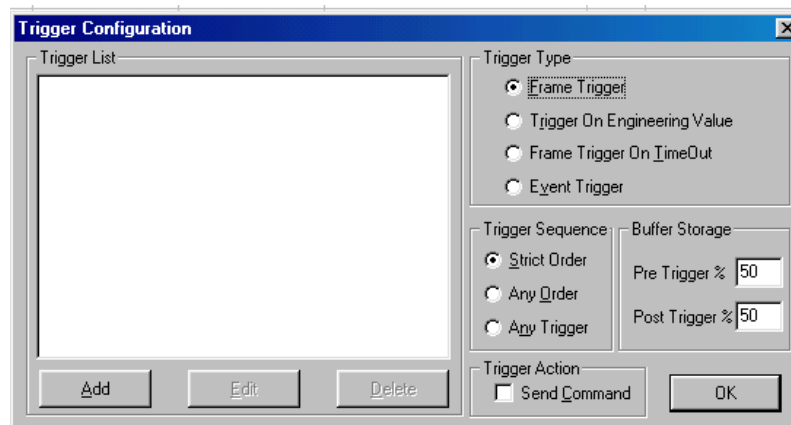 Trigger Configuration
Trigger List
Add
Edit
Delete
Trigger Type
Frame Trigger
Trigger On Engineering Value
Frame Trigger On TimeOut
Event Trigger
Trigger Sequence
Strict Order
Any Order
Any Trigger
Buffer Storage
Pre Trigger % 50
Post Trigger % 50
Trigger Action
Send Command
OK